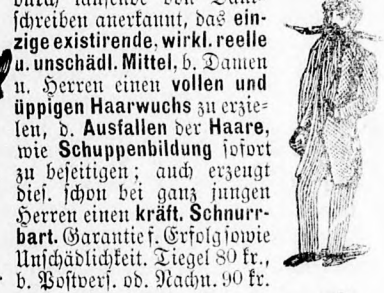 durch tausende von Dank-
schreiben anerkannt, das ein-
zige existirende, wirkl. reelle
u. unschädl. Mittel, b. Damen
u. Herren einen vollen und
üppigen Haarwuchs zu erzie-
len, d. Ausfallen der Haare,
wie Schuppenbildung sofort
zu beseitigen; auch erzeugt
dies. schon bei ganz jungen
Herren einen kräft. Schnurr-
bart. Garantie f. Erfolg sowie
Unschädlichkeit. Tiegel 80 kr.,
b. Postvers. od. Nachn. 90 kr.